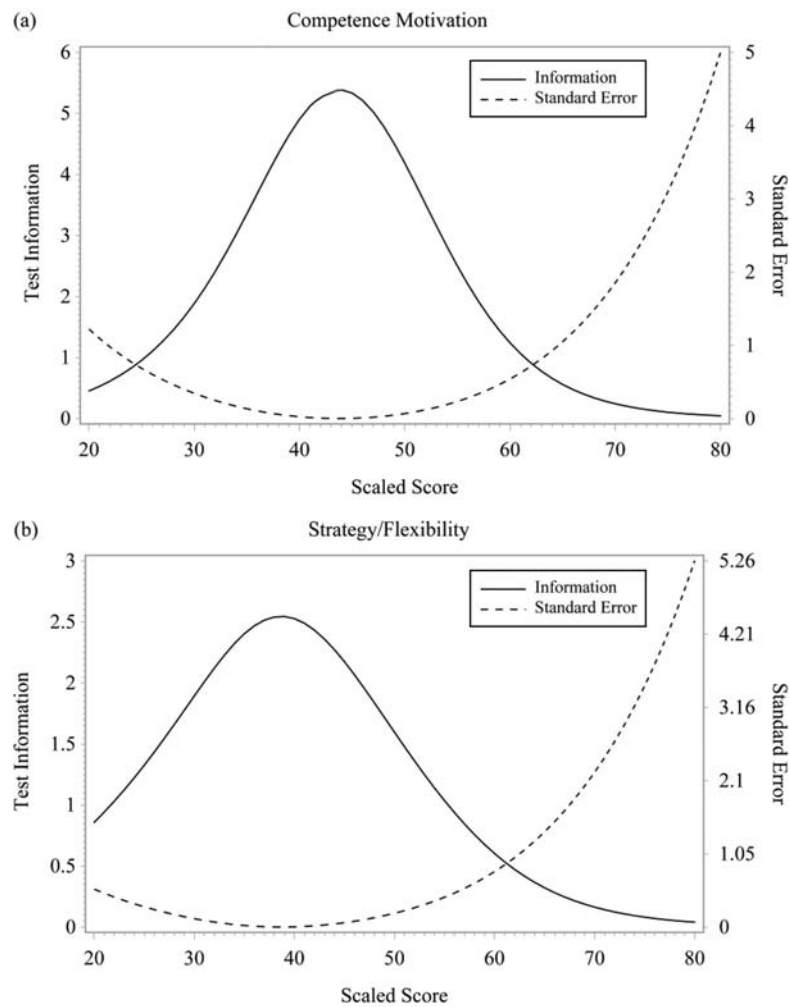 (a)
Competence Motivation
Information
Standard Error
6
5
4
3
2
1
0
Test Information
5
4
3
2
1
0
Standard Error
20 30 40 50 60 70 80
Scaled Score
(b)
Strategy/Flexibility
Information
Standard Error
3
2.5
2
1.5
1
0.5
0
Test Information
5.26
4.21
3.16
2.1
1.05
0
Standard Error
20 30 40 50 60 70 80
Scaled Score